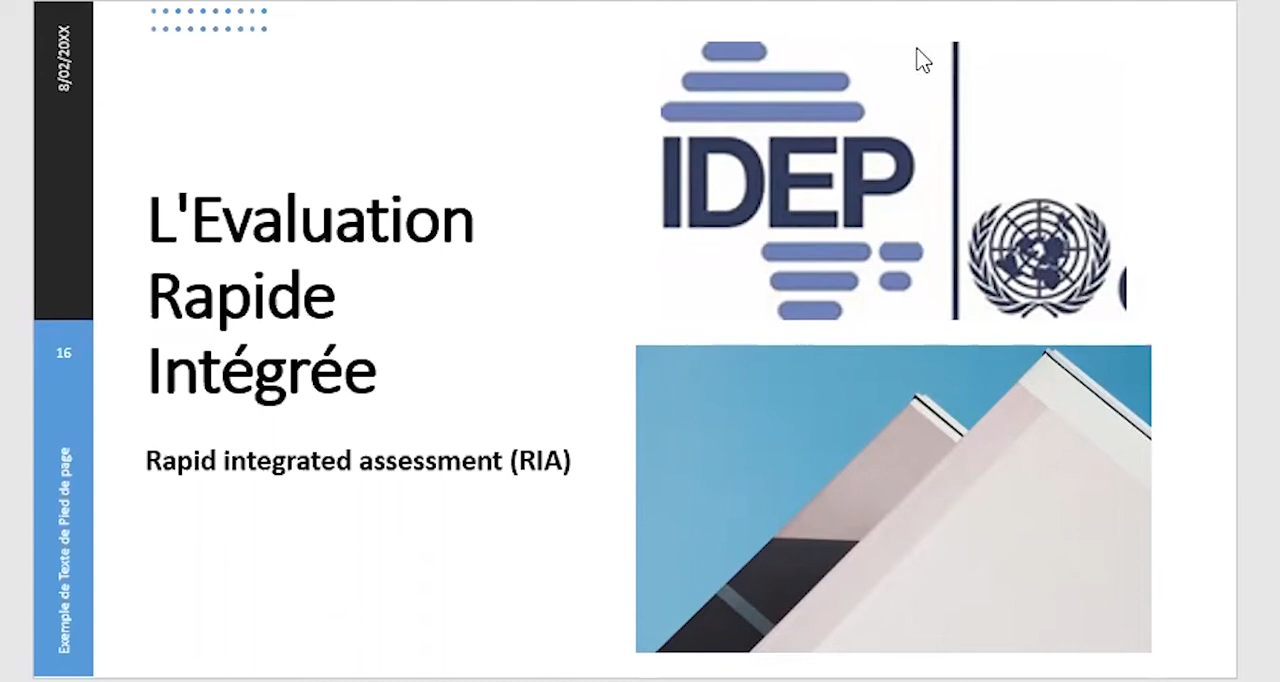 8/02/20XX
16
Exemple de Texte de Pied de page
L'Evaluation
Rapide
Intégrée
Rapid integrated assessment (RIA)
IDEP